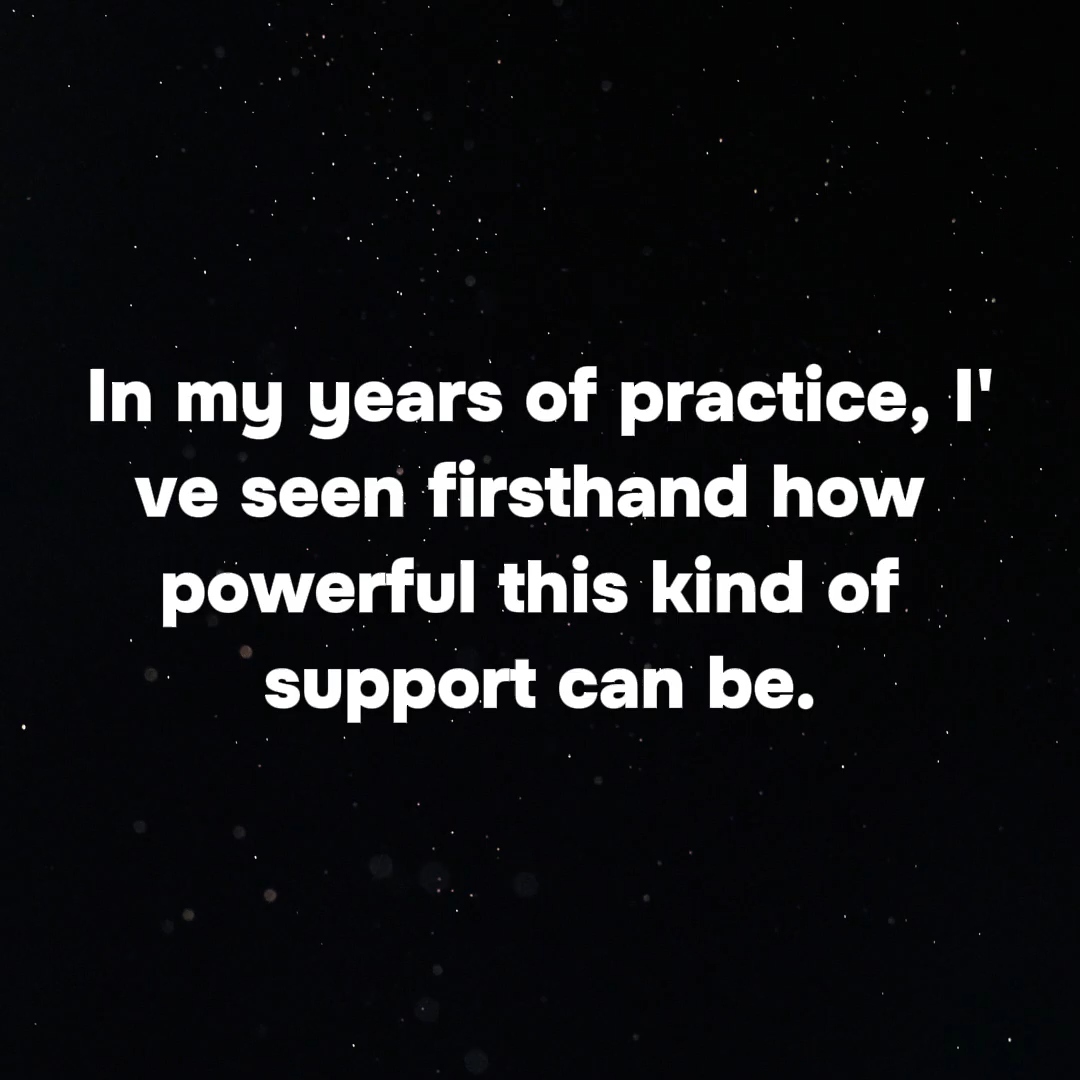 In my years of practice, I'
ve seen firsthand how
powerful this kind of
support can be.